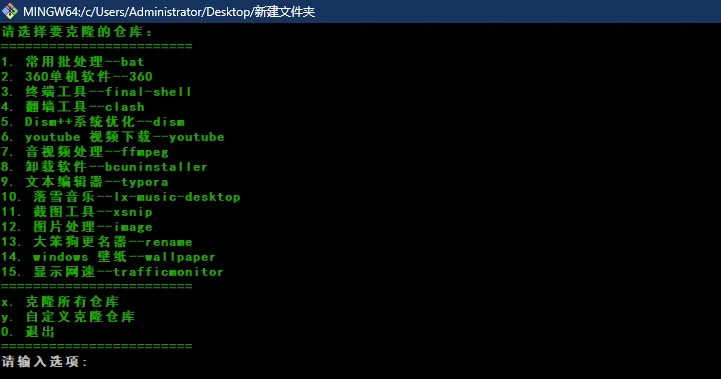 MINGW64:/c/Users/Administrator/Desktop/新建文件夹
请选择要克隆的仓库:
========================
1. 常用批处理--bat
2. 360单机软件--360
3. 终端工具--final-shell
4. 翻墙工具--clash
5. Dism++系统优化--dism
6. youtube 视频下载--youtube
7. 音视频处理--ffmpeg
8. 卸载软件--bcuninstaller
9. 文本编辑器--typora
10. 落雪音乐--lx-music-desktop
11. 截图工具--xsnip
12. 图片处理--image
13. 大笨狗更名器--rename
14. windows 壁纸--wallpaper
15. 显示网速--trafficmonitor
========================
x. 克隆所有仓库
y. 自定义克隆仓库
0. 退出
========================
请输入选项: